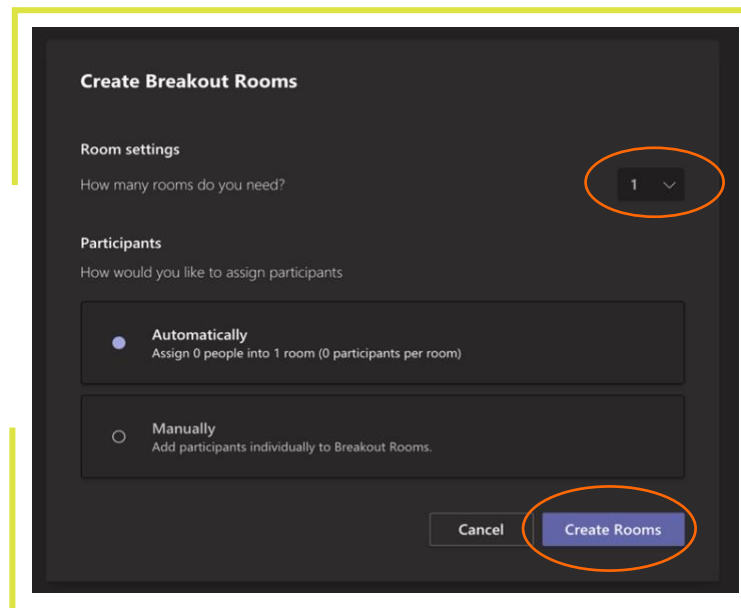 Create Breakout Rooms
Room settings
How many rooms do you need?
1
Participants
How would you like to assign participants
Automatically
Assign 0 people into 1 room (0 participants per room)
Manually
Add participants individually to Breakout Rooms.
Cancel
Create Rooms